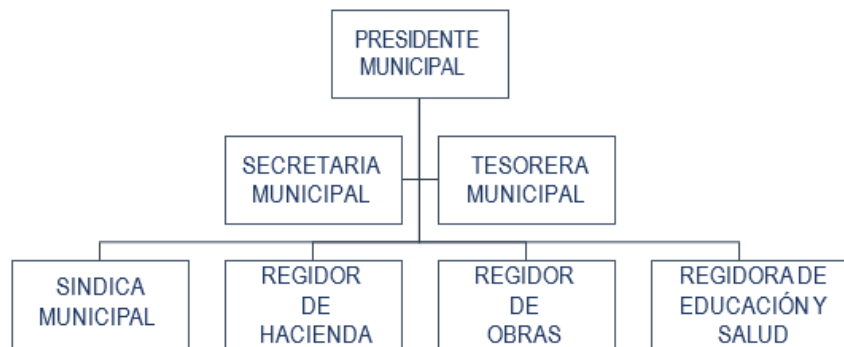 PRESIDENTE
MUNICIPAL
SECRETARIA
MUNICIPAL
TESORERA
MUNICIPAL
SINDICA
MUNICIPAL
REGIDOR
DE
HACIENDA
REGIDOR
DE
OBRAS
REGIDORA DE
EDUCACIÓN Y
SALUD